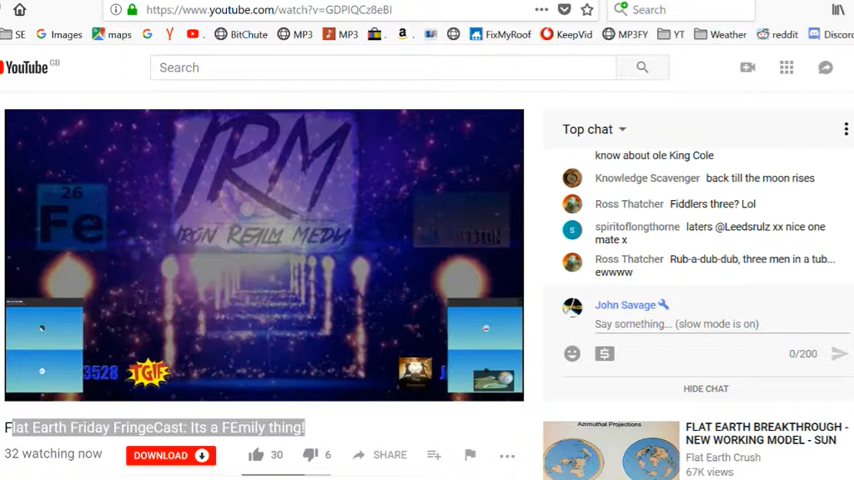 https://www.youtube.com/watch?v=GDPIQCz8eBI
Search
SE
Images
maps
BitChute
MP3
MP3
FixMyRoof
KeepVid
MP3FY
YT
Weather
reddit
Discord
YouTube GB
Search
Top chat
know about ole King Cole
Knowledge Scavenger back till the moon rises
Ross Thatcher Fiddlers three? Lol
spiritoflongthorne laters @Leedsrulz xx nice one
mate x
Ross Thatcher Rub-a-dub-dub, three men in a tub...
ewwww
John Savage
Say something... (slow mode is on)
0/200
HIDE CHAT
IRM
IRON REALM MEDIA
26
Fe
3528
TGIF
Flat Earth Friday FringeCast: Its a FEmily thing!
32 watching now
DOWNLOAD
30
6
SHARE
Azimuthal Projections
FLAT EARTH BREAKTHROUGH -
NEW WORKING MODEL - SUN
Flat Earth Crush
67K views